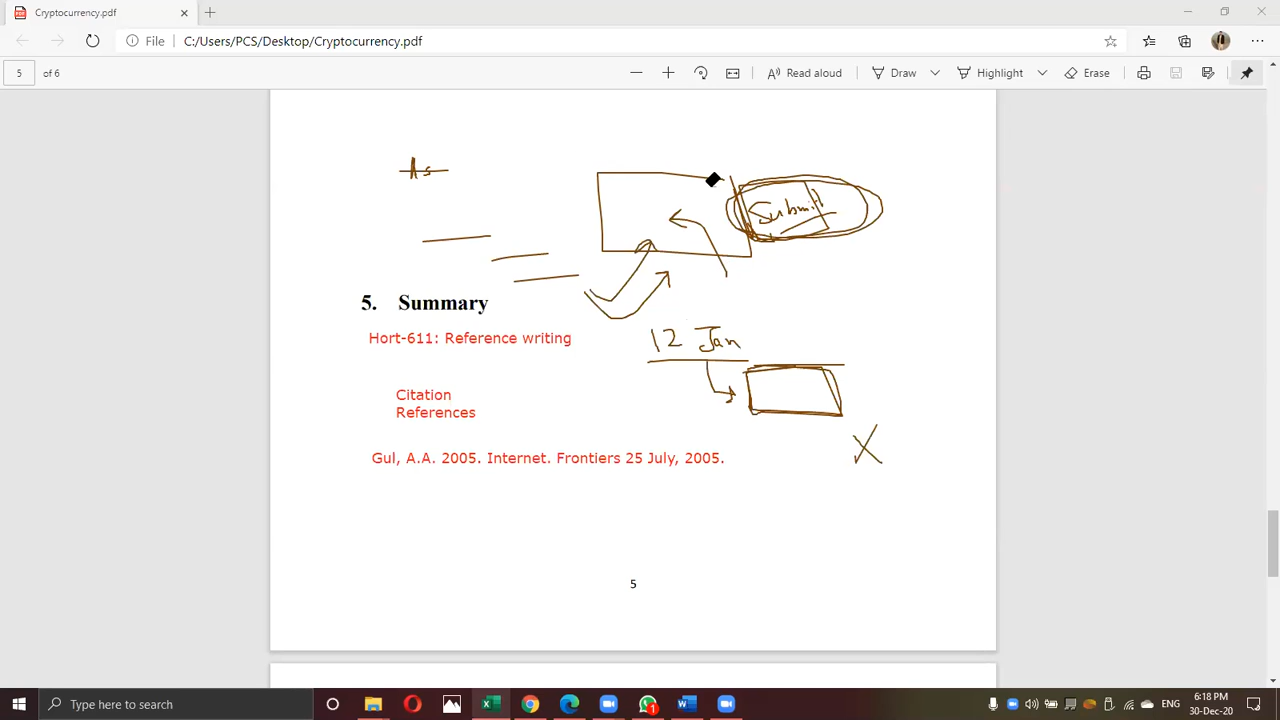 Cryptocurrency.pdf
File C:/Users/PCS/Desktop/Cryptocurrency.pdf
5 of 6 Read aloud Draw Highlight Erase
As
Submit
5. Summary
Hort-611: Reference writing
12 Jan
Citation
References
Gul, A.A. 2005. Internet. Frontiers 25 July, 2005.
X
5
Type here to search
1
6:18 PM
30-Dec-20